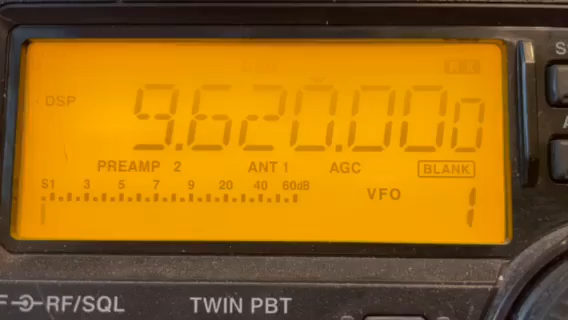 DSP 9.620.000
PREAMP 2 ANT 1 AGC BLANK
S1 3 5 7 9 20 40 60dB
VFO 1
RF/SQL TWIN PBT